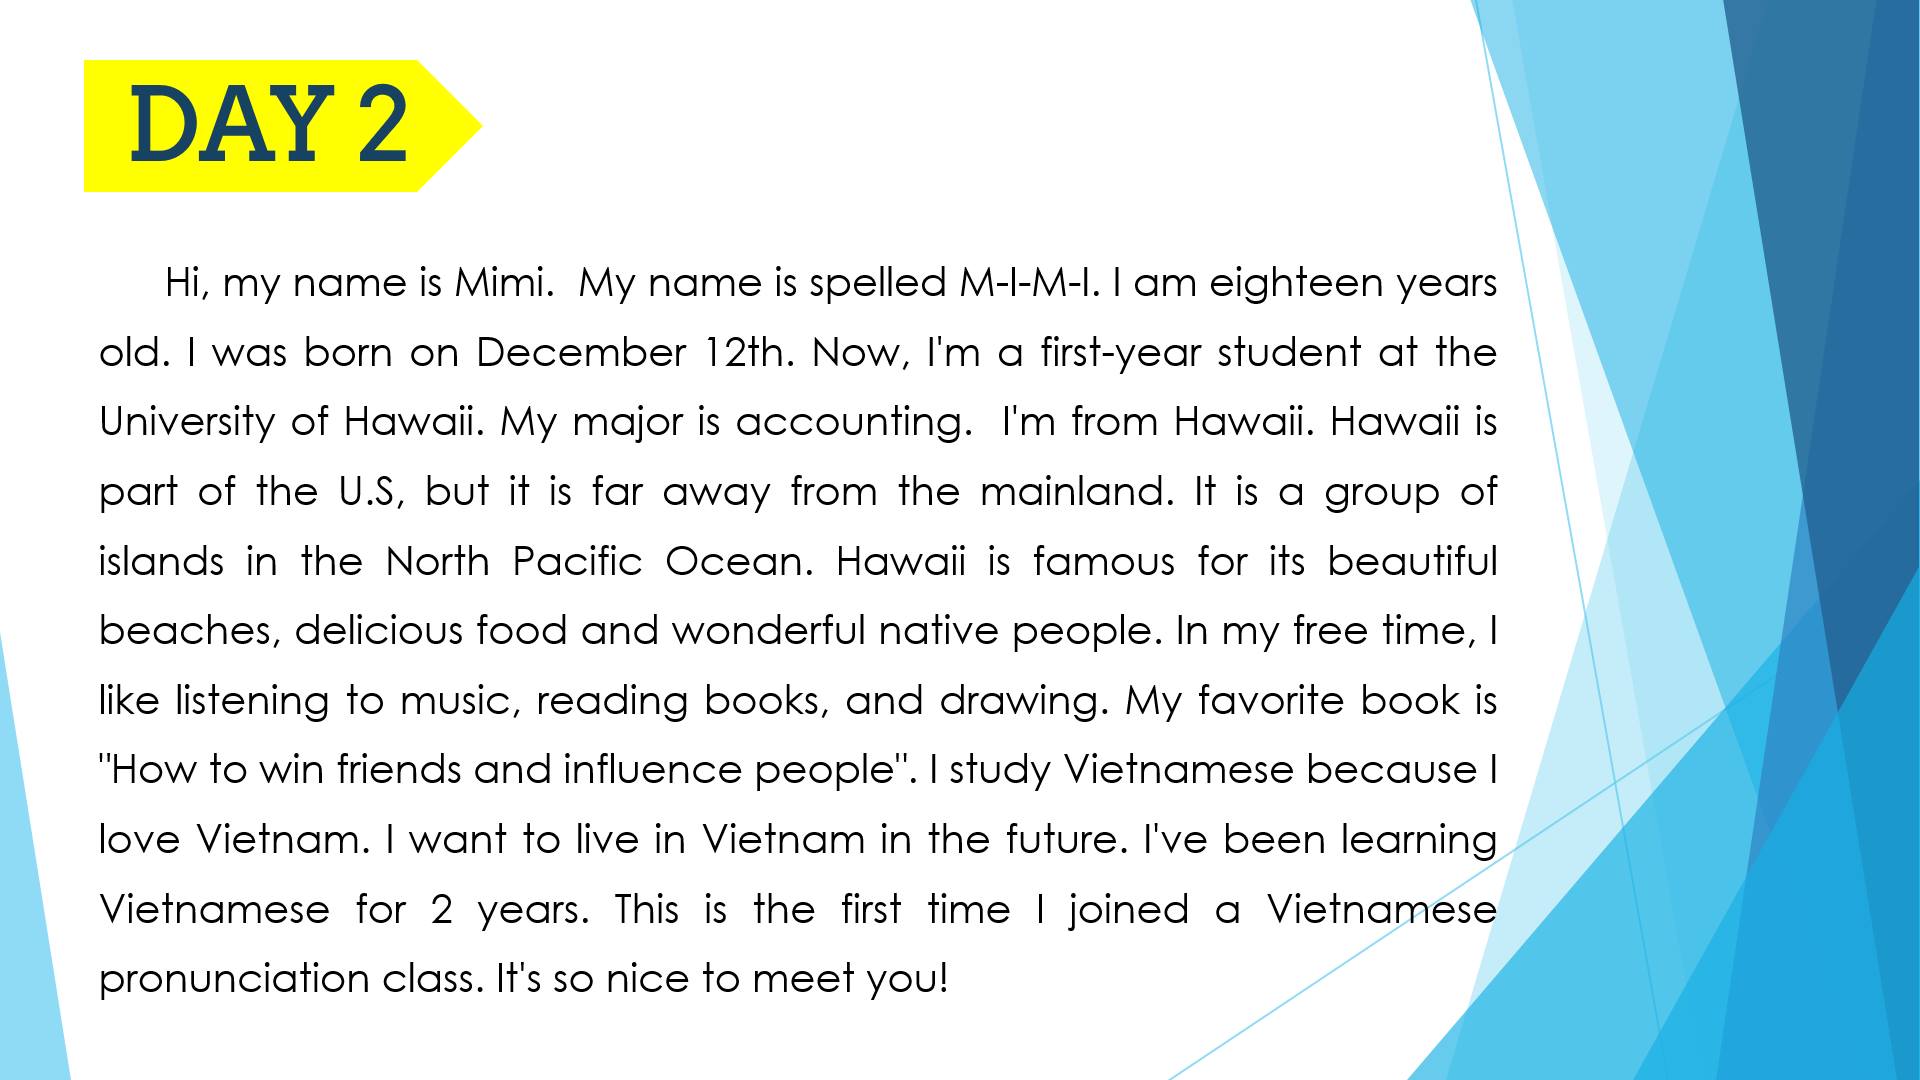 DAY 2
Hi, my name is Mimi.  My name is spelled M-I-M-I. I am eighteen years
old. I was born on December 12th. Now, I'm a first-year student at the
University of Hawaii. My major is accounting.  I'm from Hawaii. Hawaii is
part of the U.S, but it is far away from the mainland. It is a group of
islands in the North Pacific Ocean. Hawaii is famous for its beautiful
beaches, delicious food and wonderful native people. In my free time, I
like listening to music, reading books, and drawing. My favorite book is
"How to win friends and influence people". I study Vietnamese because I
love Vietnam. I want to live in Vietnam in the future. I've been learning
Vietnamese for 2 years. This is the first time I joined a Vietnamese
pronunciation class. It's so nice to meet you!